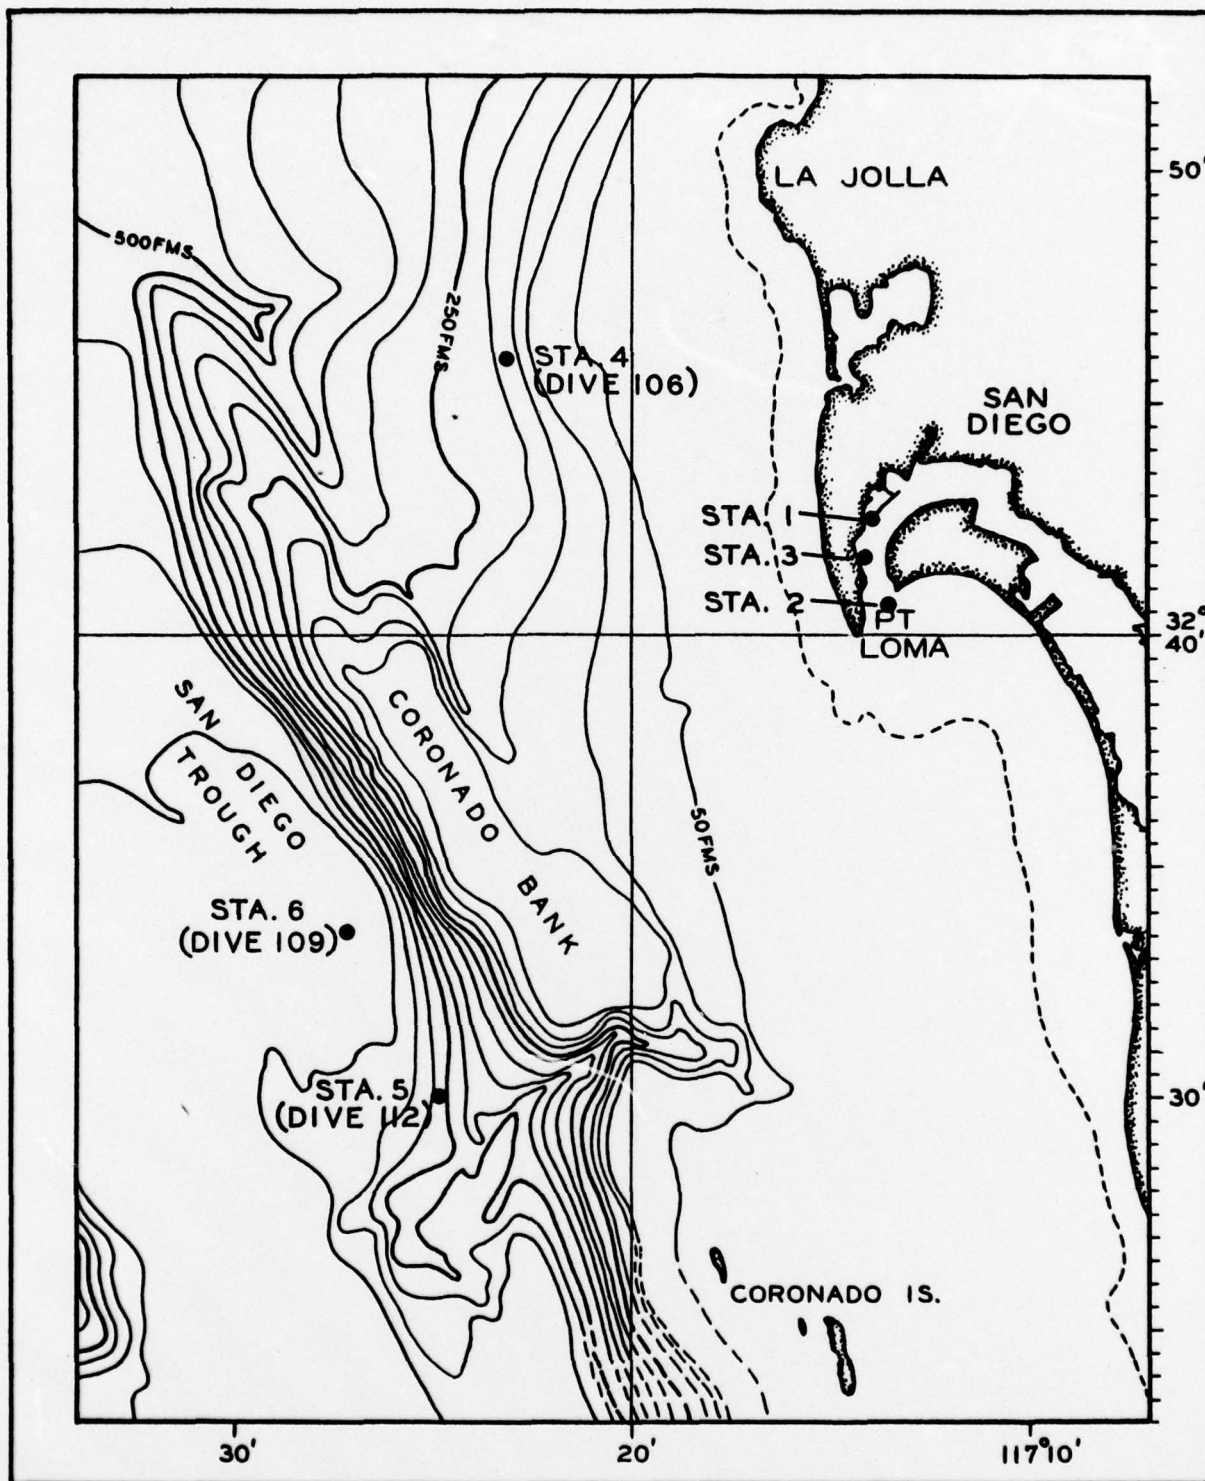 50'
LA JOLLA
500FMS
250FMS
STA. 4
(DIVE 106)
SAN
DIEGO
STA. 1
STA. 3
STA. 2
PT
LOMA
32°
40'
SAN DIEGO
TROUGH
CORONADO BANK
50FMS
STA. 6
(DIVE 109)
STA. 5
(DIVE 112)
30'
CORONADO IS.
30'
20'
117°10'